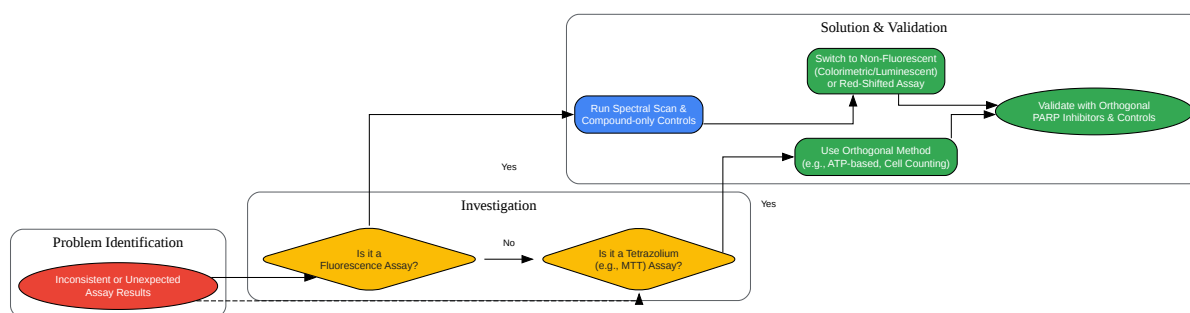 Problem Identification
Inconsistent or Unexpected
Assay Results
Investigation
Is it a
Fluorescence Assay?
No
Is it a Tetrazolium
(e.g., MTT) Assay?
Yes
Yes
Solution & Validation
Run Spectral Scan &
Compound-only Controls
Switch to Non-Fluorescent
(Colorimetric/Luminescent)
or Red-Shifted Assay
Use Orthogonal Method
(e.g., ATP-based, Cell Counting)
Validate with Orthogonal
PARP Inhibitors & Controls